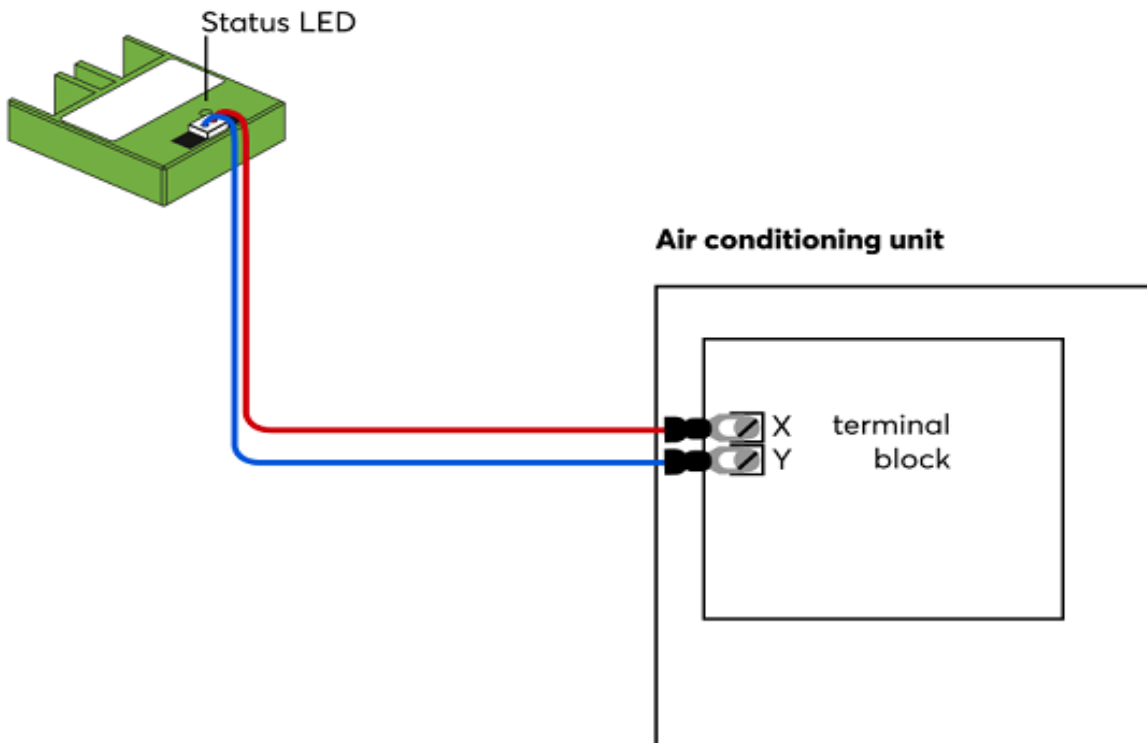 Status LED
Air conditioning unit
X terminal
Y block